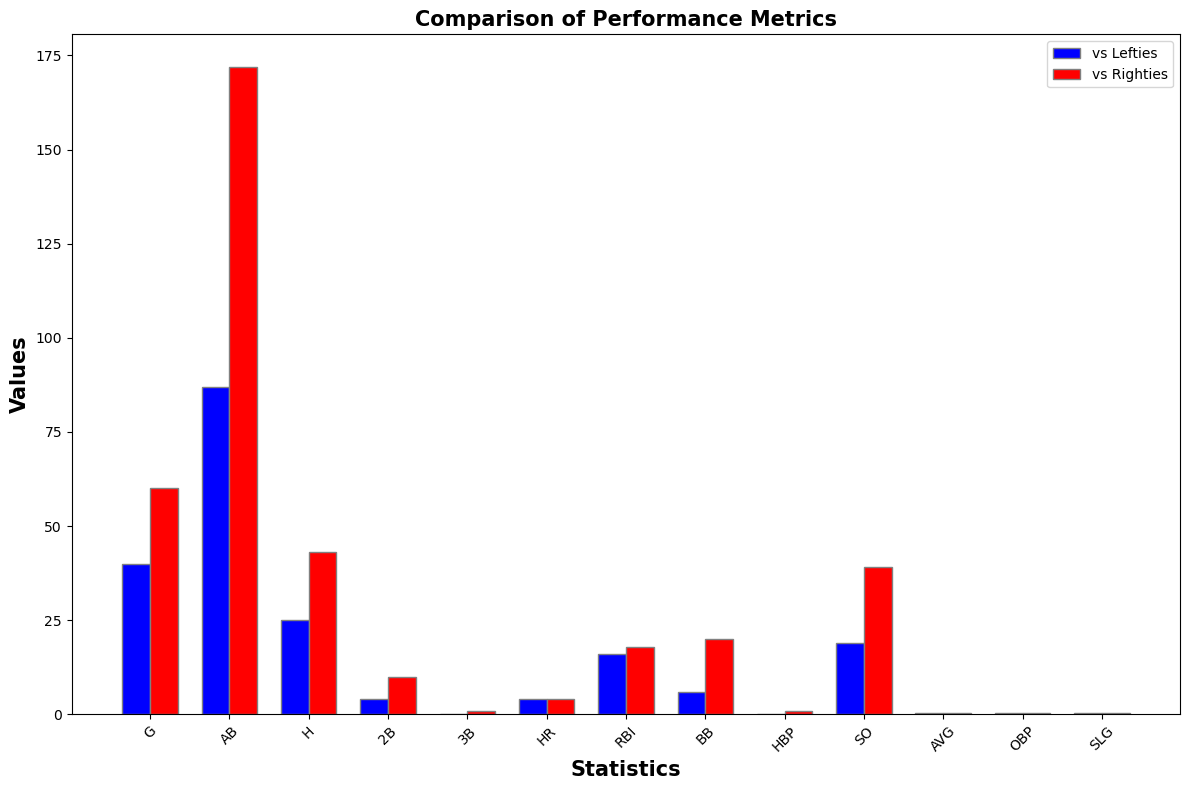 Comparison of Performance Metrics
vs Lefties
vs Righties
Values
175
150
125
100
75
50
25
0
G AB H 2B 3B HR RBI BB HBP SO AVG OBP SLG
Statistics